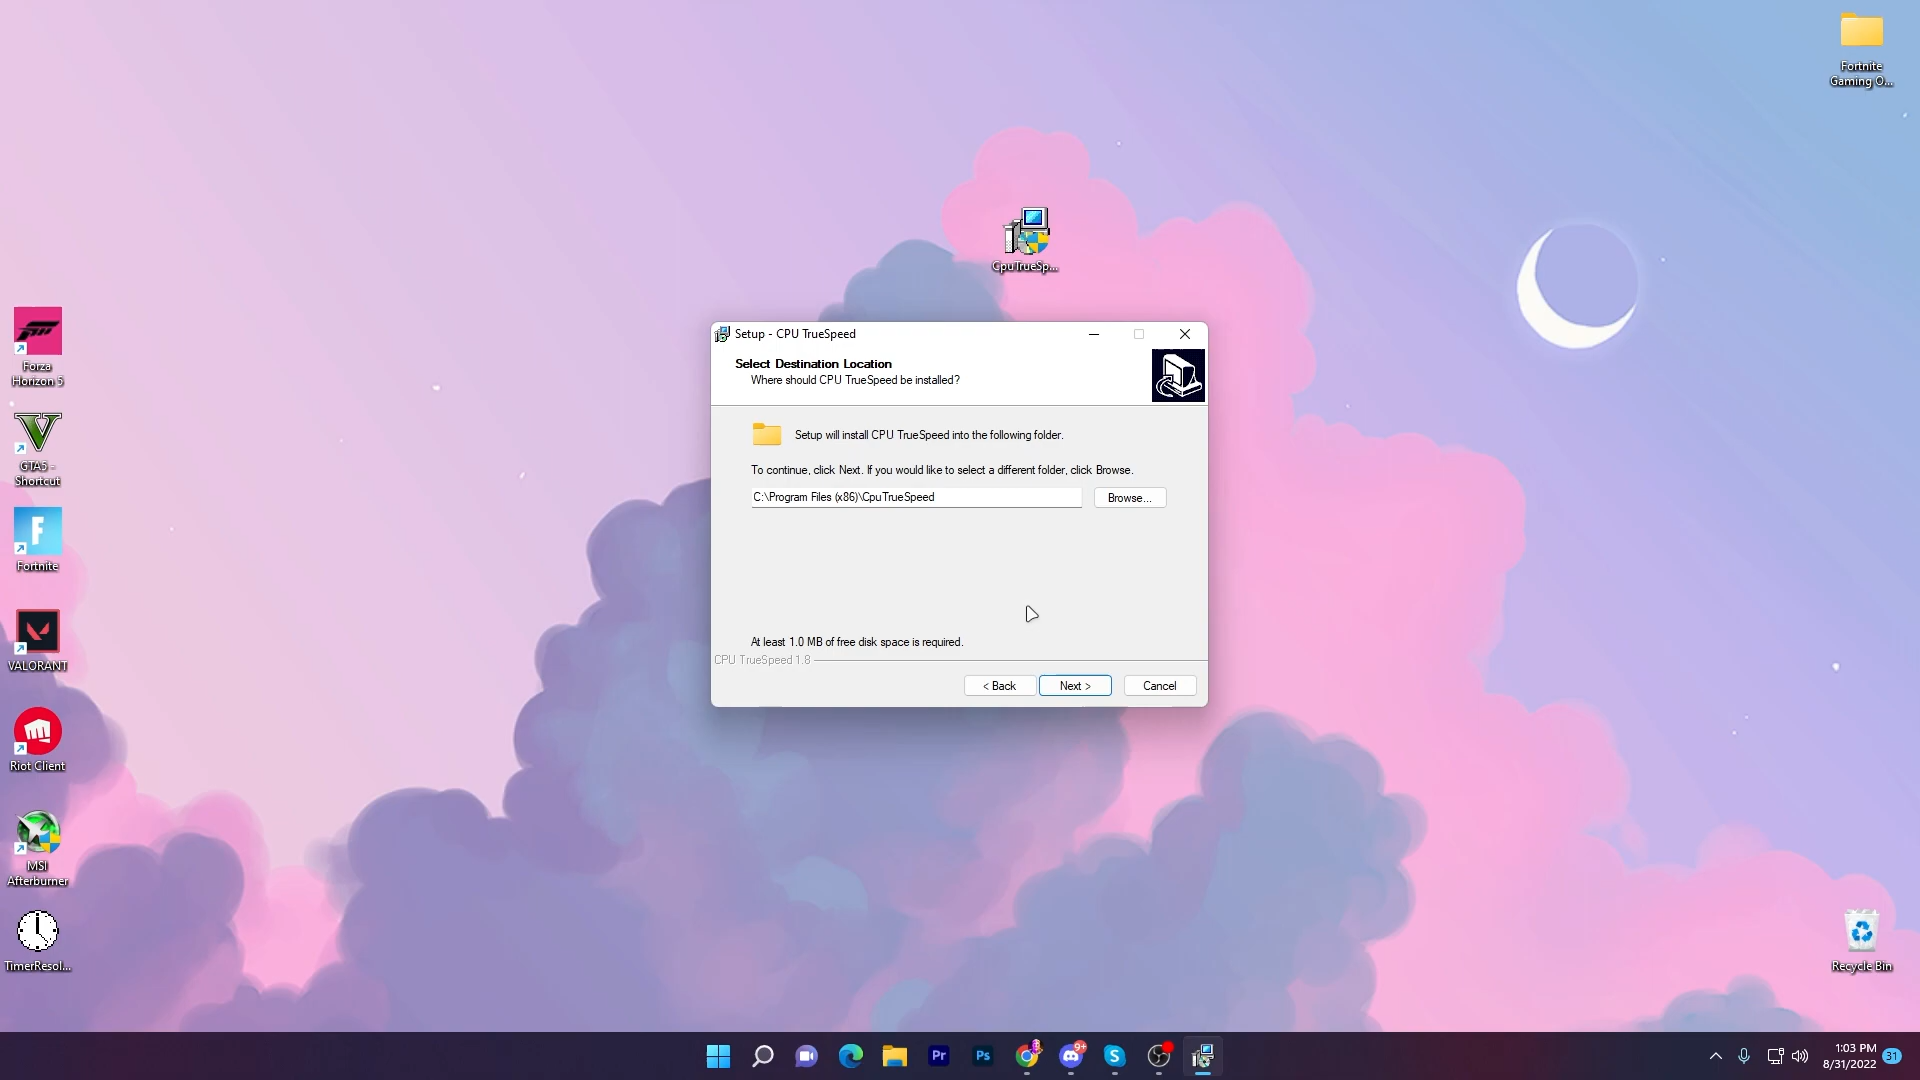 Fortnite
Gaming O...
CpuTrueSp...
Forza
Horizon 5
GTA5 -
Shortcut
Fortnite
VALORANT
Riot Client
MSI
Afterburner
TimerResol...
Setup - CPU TrueSpeed
Select Destination Location
Where should CPU TrueSpeed be installed?
Setup will install CPU TrueSpeed into the following folder.
To continue, click Next. If you would like to select a different folder, click Browse.
C:\Program Files (x86)\CpuTrueSpeed
Browse...
At least 1.0 MB of free disk space is required.
CPU TrueSpeed 1.8
< Back
Next >
Cancel
Recycle Bin
Pr
Ps
9+
1:03 PM
8/31/2022
31